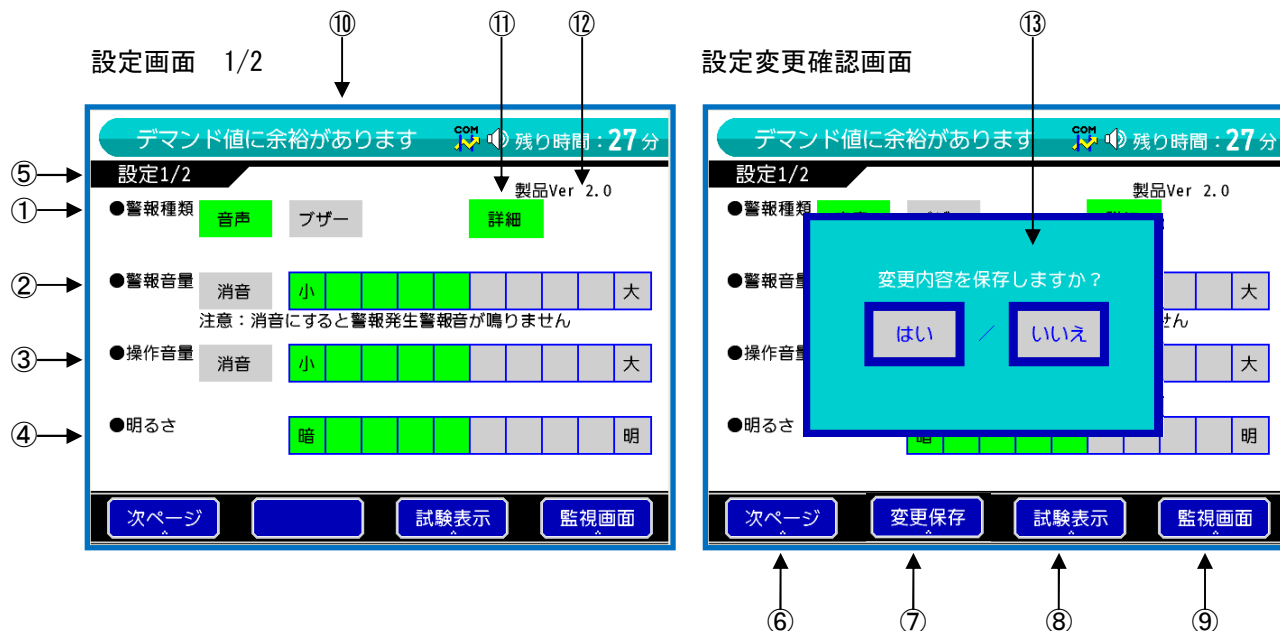 ⑩ ⑪ ⑫ ⑬
設定画面 1/2
設定変更確認画面
デマンド値に余裕があります COM 残り時間：27分
⑤ 設定1/2
製品Ver 2.0
① ●警報種類 音声 ブザー 詳細
② ●警報音量 消音 小 大
注意：消音にすると警報発生警報音が鳴りません
③ ●操作音量 消音 小 大
④ ●明るさ 暗 明
次ページ 試験表示 監視画面
デマンド値に余裕があります COM 残り時間：27分
設定1/2
製品Ver 2.0
●警報種類
変更内容を保存しますか？
はい ／ いいえ
●警報音量 大
せん
●操作音量 大
●明るさ 暗 明
次ページ 変更保存 試験表示 監視画面
⑥ ⑦ ⑧ ⑨